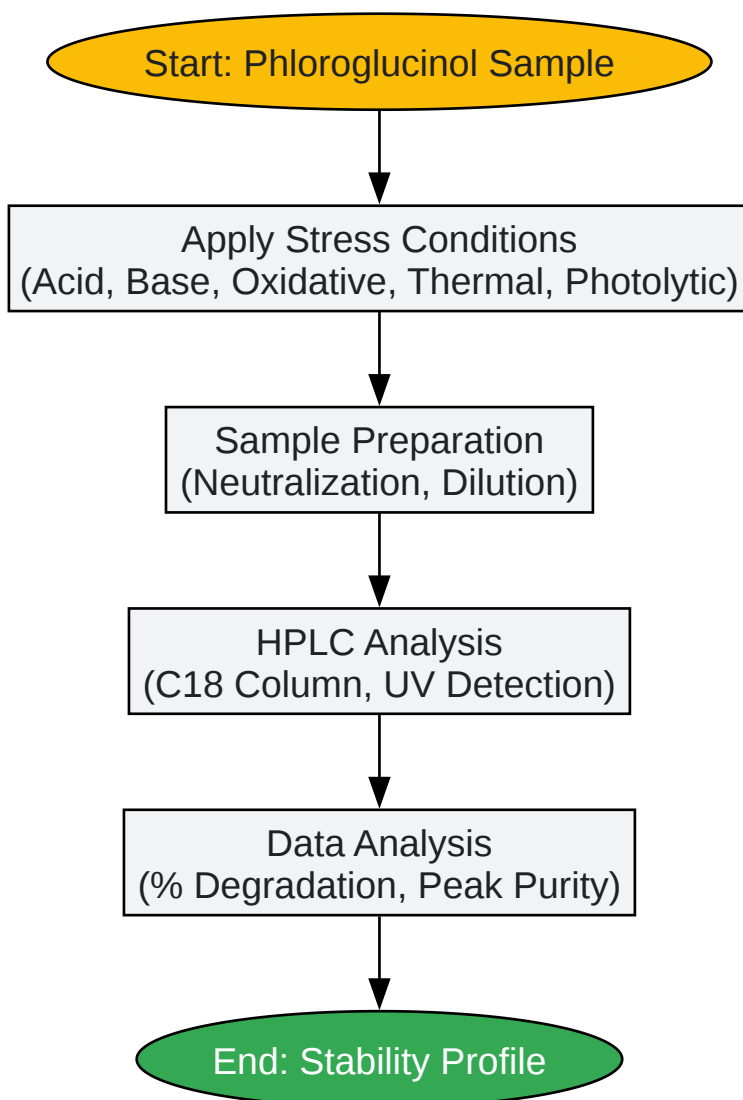 Start: Phloroglucinol Sample
Apply Stress Conditions
(Acid, Base, Oxidative, Thermal, Photolytic)
Sample Preparation
(Neutralization, Dilution)
HPLC Analysis
(C18 Column, UV Detection)
Data Analysis
(% Degradation, Peak Purity)
End: Stability Profile